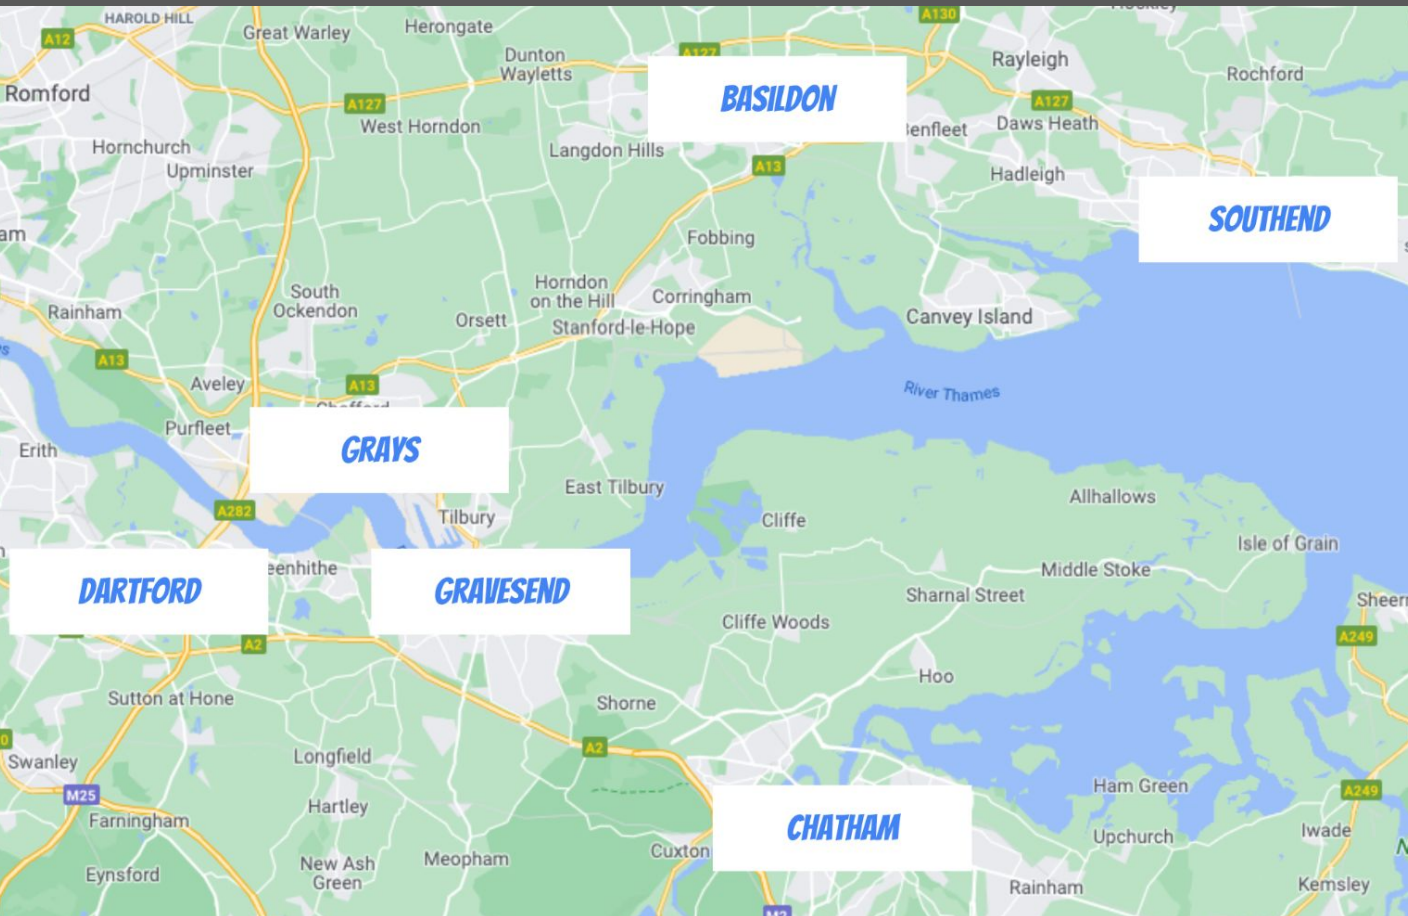 HAROLD HILL
A12
Great Warley
Herongate
A130
Dunton
Wayletts
A127
Rayleigh
Rochford
Romford
A127
BASILDON
A127
West Horndon
Benfleet
Daws Heath
Hornchurch
Langdon Hills
Upminster
A13
Hadleigh
SOUTHEND
Fobbing
South
Ockendon
Horndon
on the Hill
Corringham
Rainham
Orsett
Stanford-le-Hope
Canvey Island
A13
Aveley
A13
River Thames
Purfleet
GRAYS
Erith
East Tilbury
Allhallows
A282
Tilbury
Cliffe
Isle of Grain
eenhithe
Middle Stoke
DARTFORD
GRAVESEND
Sharnal Street
Sheern
Cliffe Woods
A2
A249
Hoo
Sutton at Hone
Shorne
A2
Swanley
Longfield
M25
Ham Green
A249
Hartley
Farningham
CHATHAM
Upchurch
Iwade
Cuxton
New Ash
Green
Meopham
Eynsford
Rainham
Kemsley